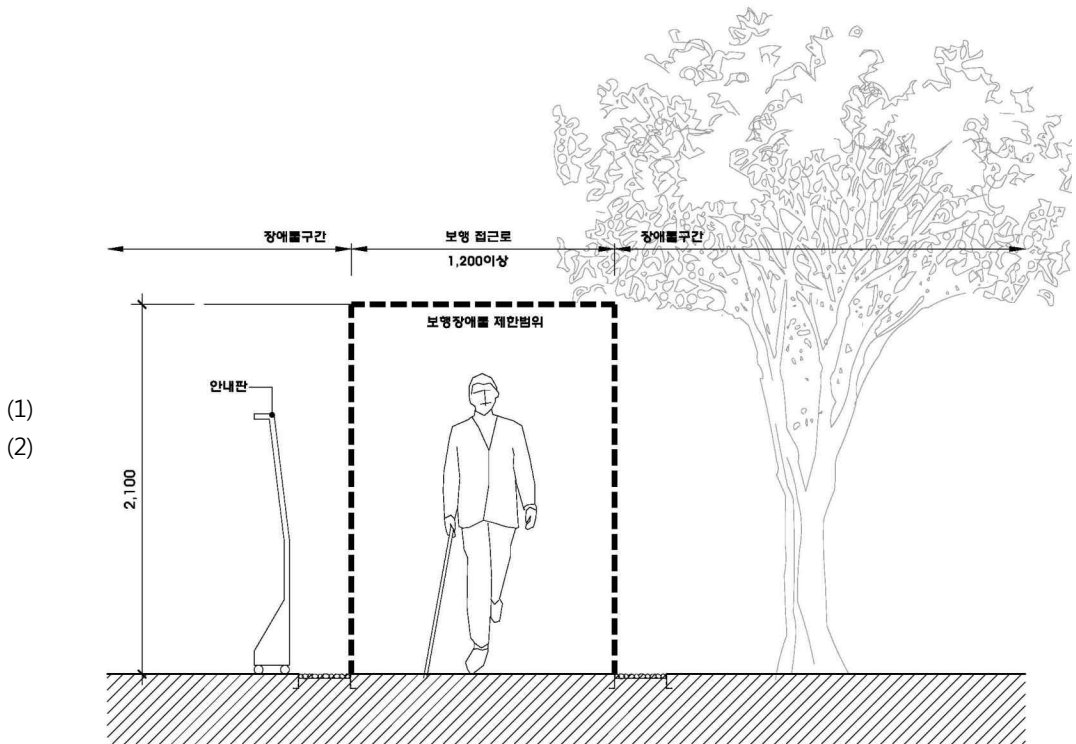 장애물구간 보행 접근로 장애물구간
1,200이상
보행장애물 제한범위
안내판
(1)
(2)
2,100